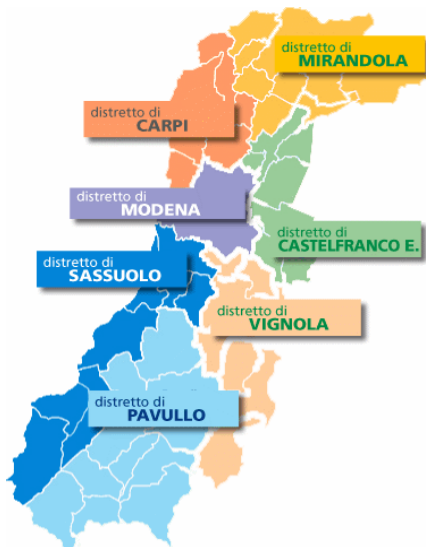 distretto di
MIRANDOLA
distretto di
CARPI
distretto di
MODENA
distretto di
CASTELFRANCO E.
distretto di
SASSUOLO
distretto di
VIGNOLA
distretto di
PAVULLO